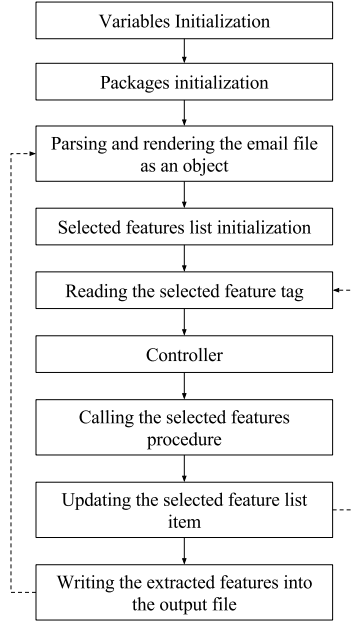 Variables Initialization
Packages initialization
Parsing and rendering the email file
as an object
Selected features list initialization
Reading the selected feature tag
Controller
Calling the selected features
procedure
Updating the selected feature list
item
Writing the extracted features into
the output file